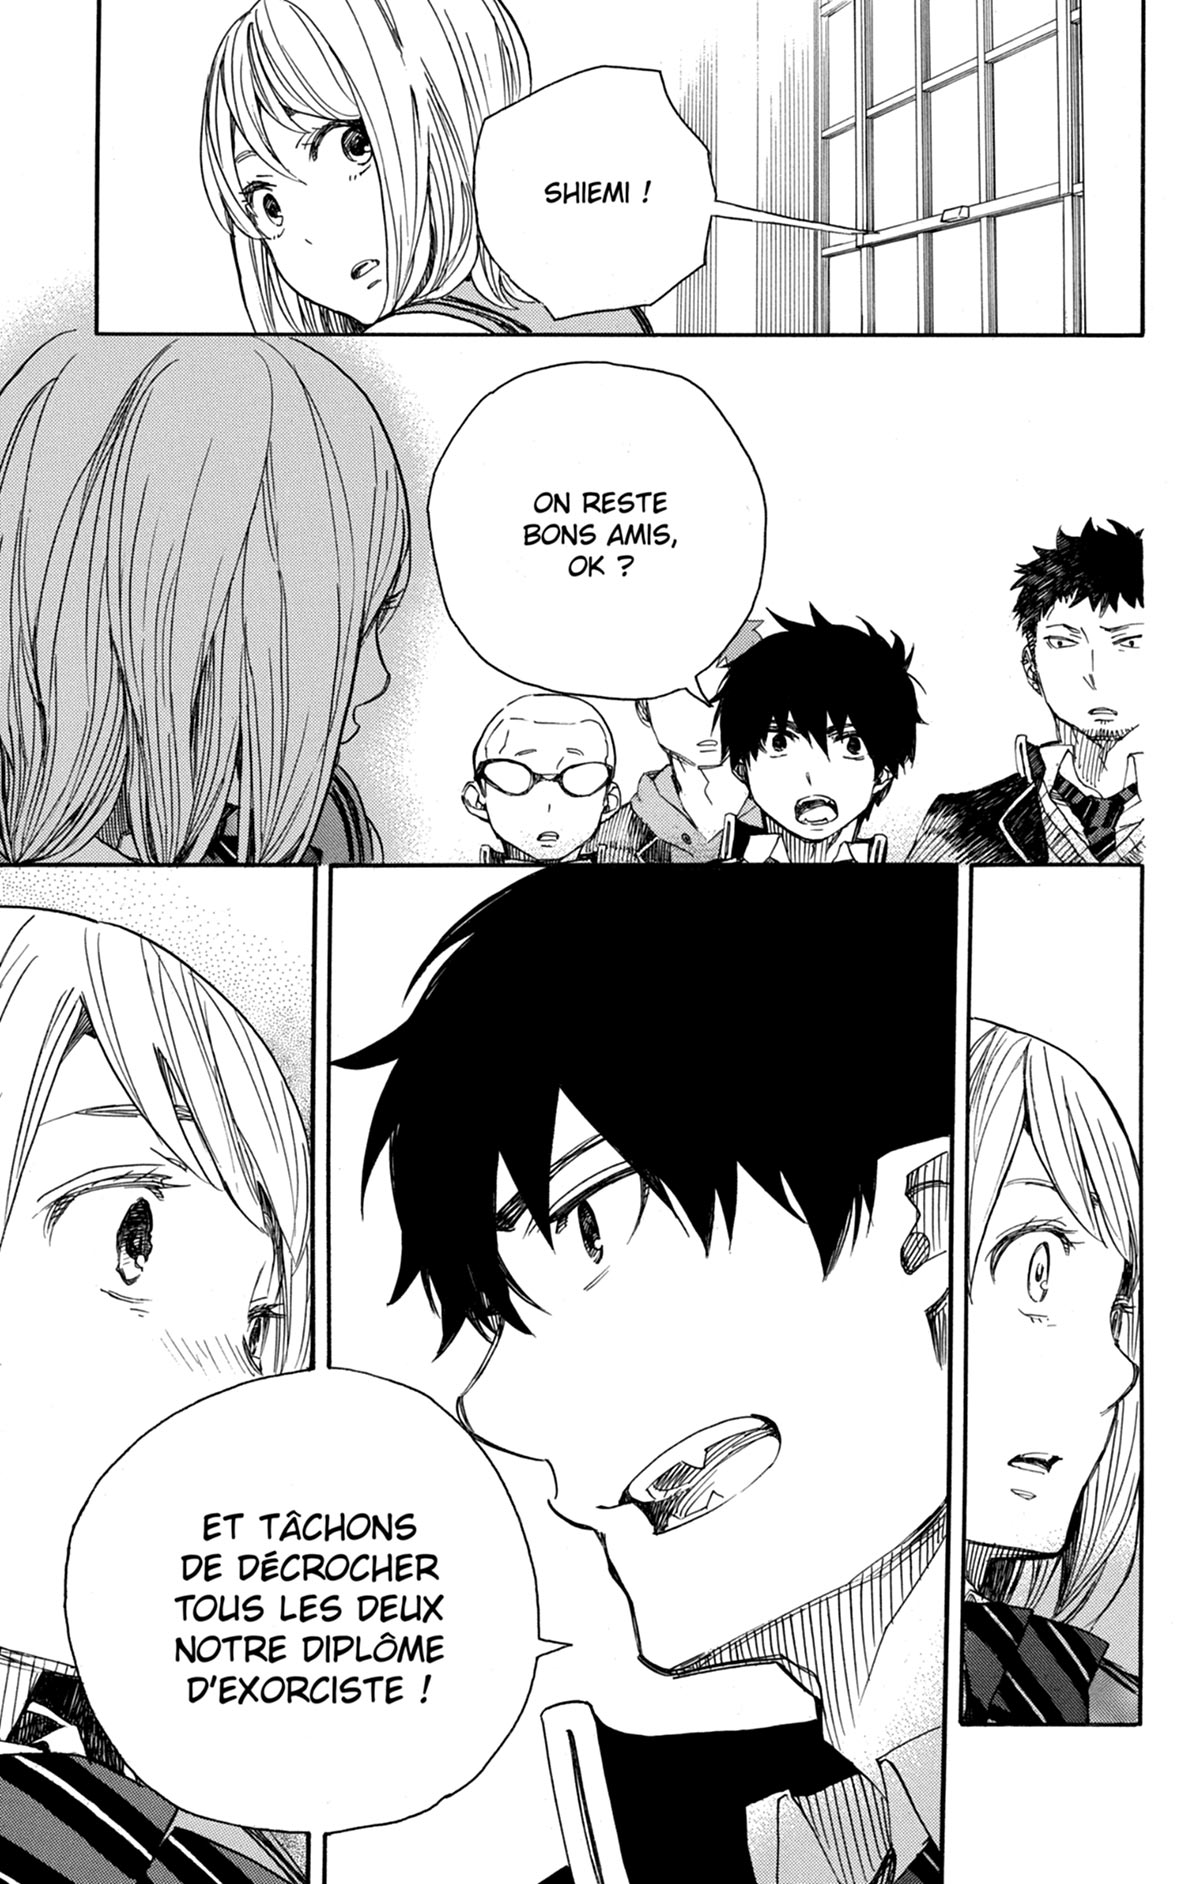 SHIEMI !
ON RESTE
BONS AMIS,
OK ?
ET TÂCHONS
DE DÉCROCHER
TOUS LES DEUX
NOTRE DIPLÔME
D'EXORCISTE !